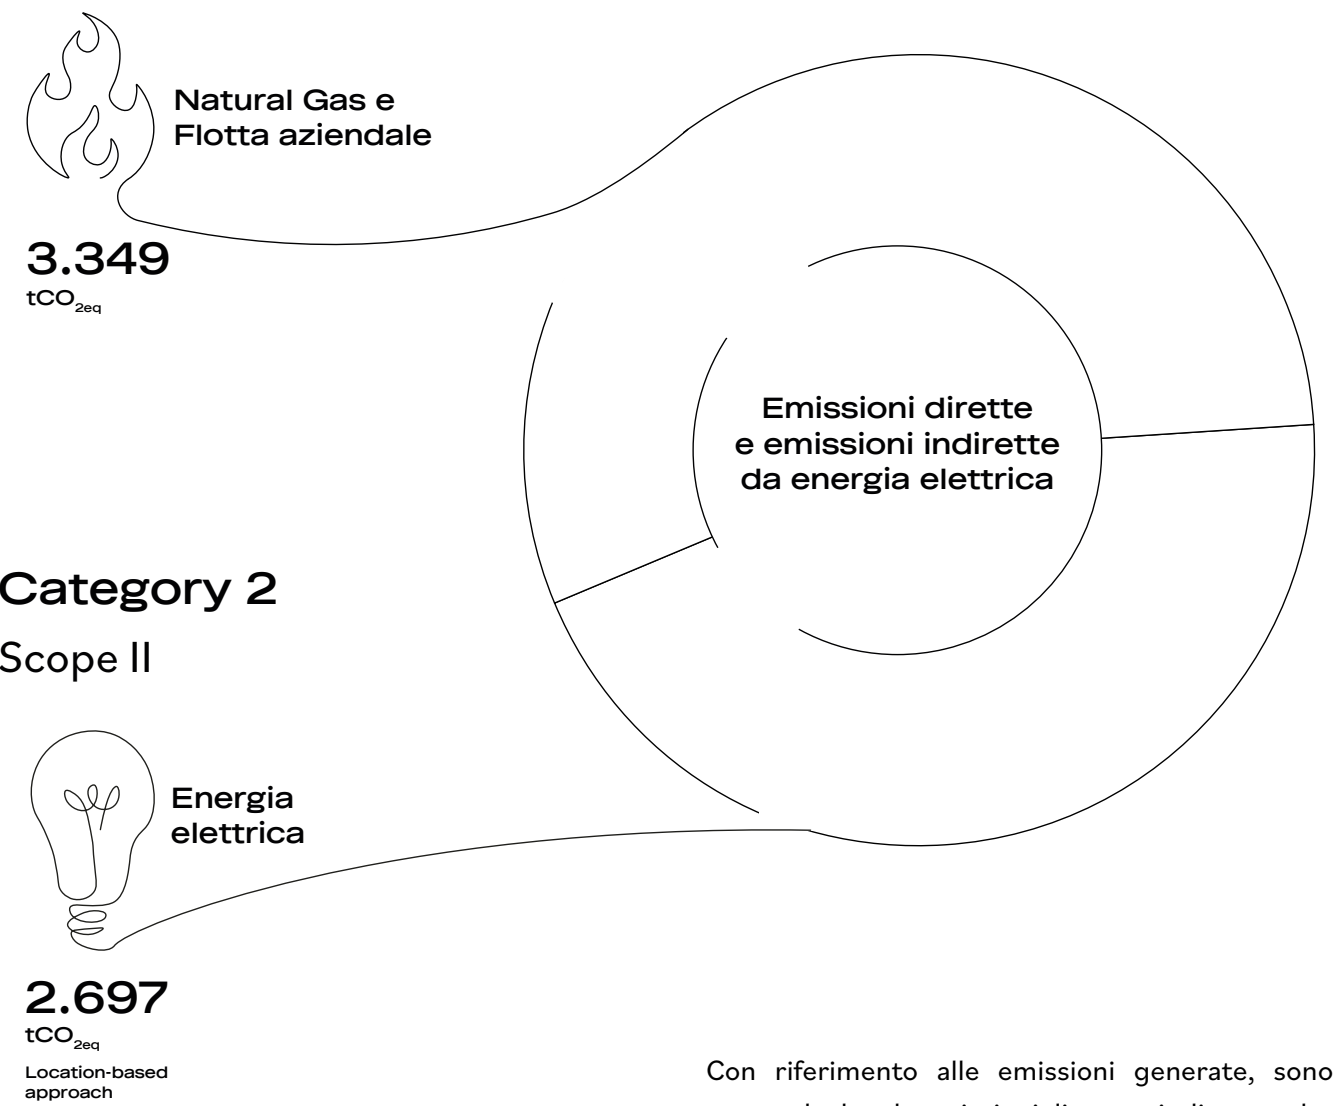 Natural Gas e
Flotta aziendale
3.349
tCO2eq
Emissioni dirette
e emissioni indirette
da energia elettrica
Category 2
Scope II
Energia
elettrica
2.697
tCO2eq
Location-based
approach
Con riferimento alle emissioni generate, sono